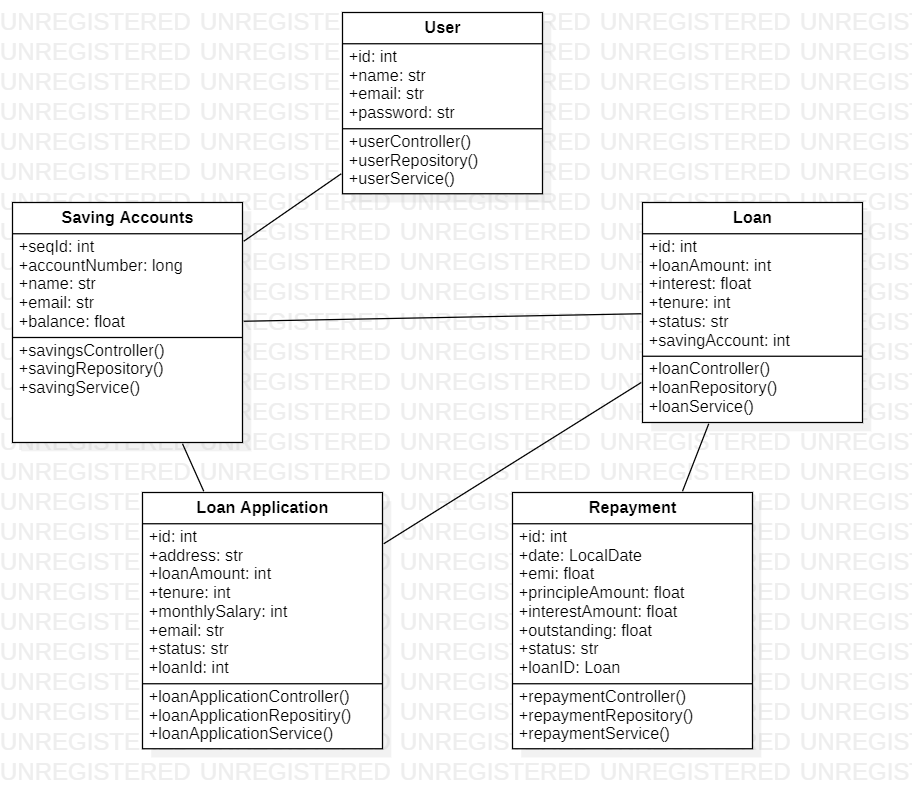 User
+id: int
+name: str
+email: str
+password: str
+userController()
+userRepository()
+userService()
Saving Accounts
+seqId: int
+accountNumber: long
+name: str
+email: str
+balance: float
+savingsController()
+savingRepository()
+savingService()
Loan
+id: int
+loanAmount: int
+interest: float
+tenure: int
+status: str
+savingAccount: int
+loanController()
+loanRepository()
+loanService()
Loan Application
+id: int
+address: str
+loanAmount: int
+tenure: int
+monthlySalary: int
+email: str
+status: str
+loanId: int
+loanApplicationController()
+loanApplicationRepositiry()
+loanApplicationService()
Repayment
+id: int
+date: LocalDate
+emi: float
+principleAmount: float
+interestAmount: float
+outstanding: float
+status: str
+loanID: Loan
+repaymentController()
+repaymentRepository()
+repaymentService()
UNREGISTERED